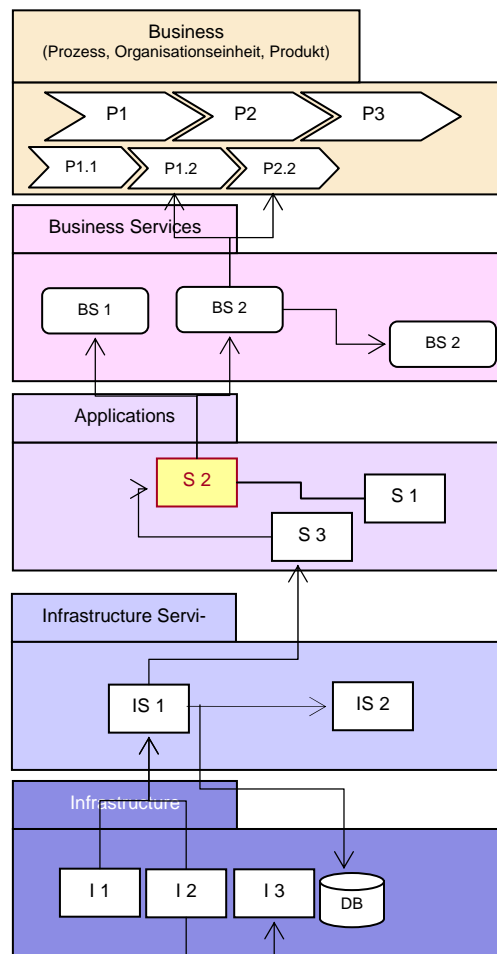 Business
(Prozess, Organisationseinheit, Produkt)
P1 P2 P3
P1.1 P1.2 P2.2
Business Services
BS 1 BS 2
BS 2
Applications
S 2
S 1
S 3
Infrastructure Servi-
IS 1 IS 2
Infrastructure
I 1 I 2 I 3
DB